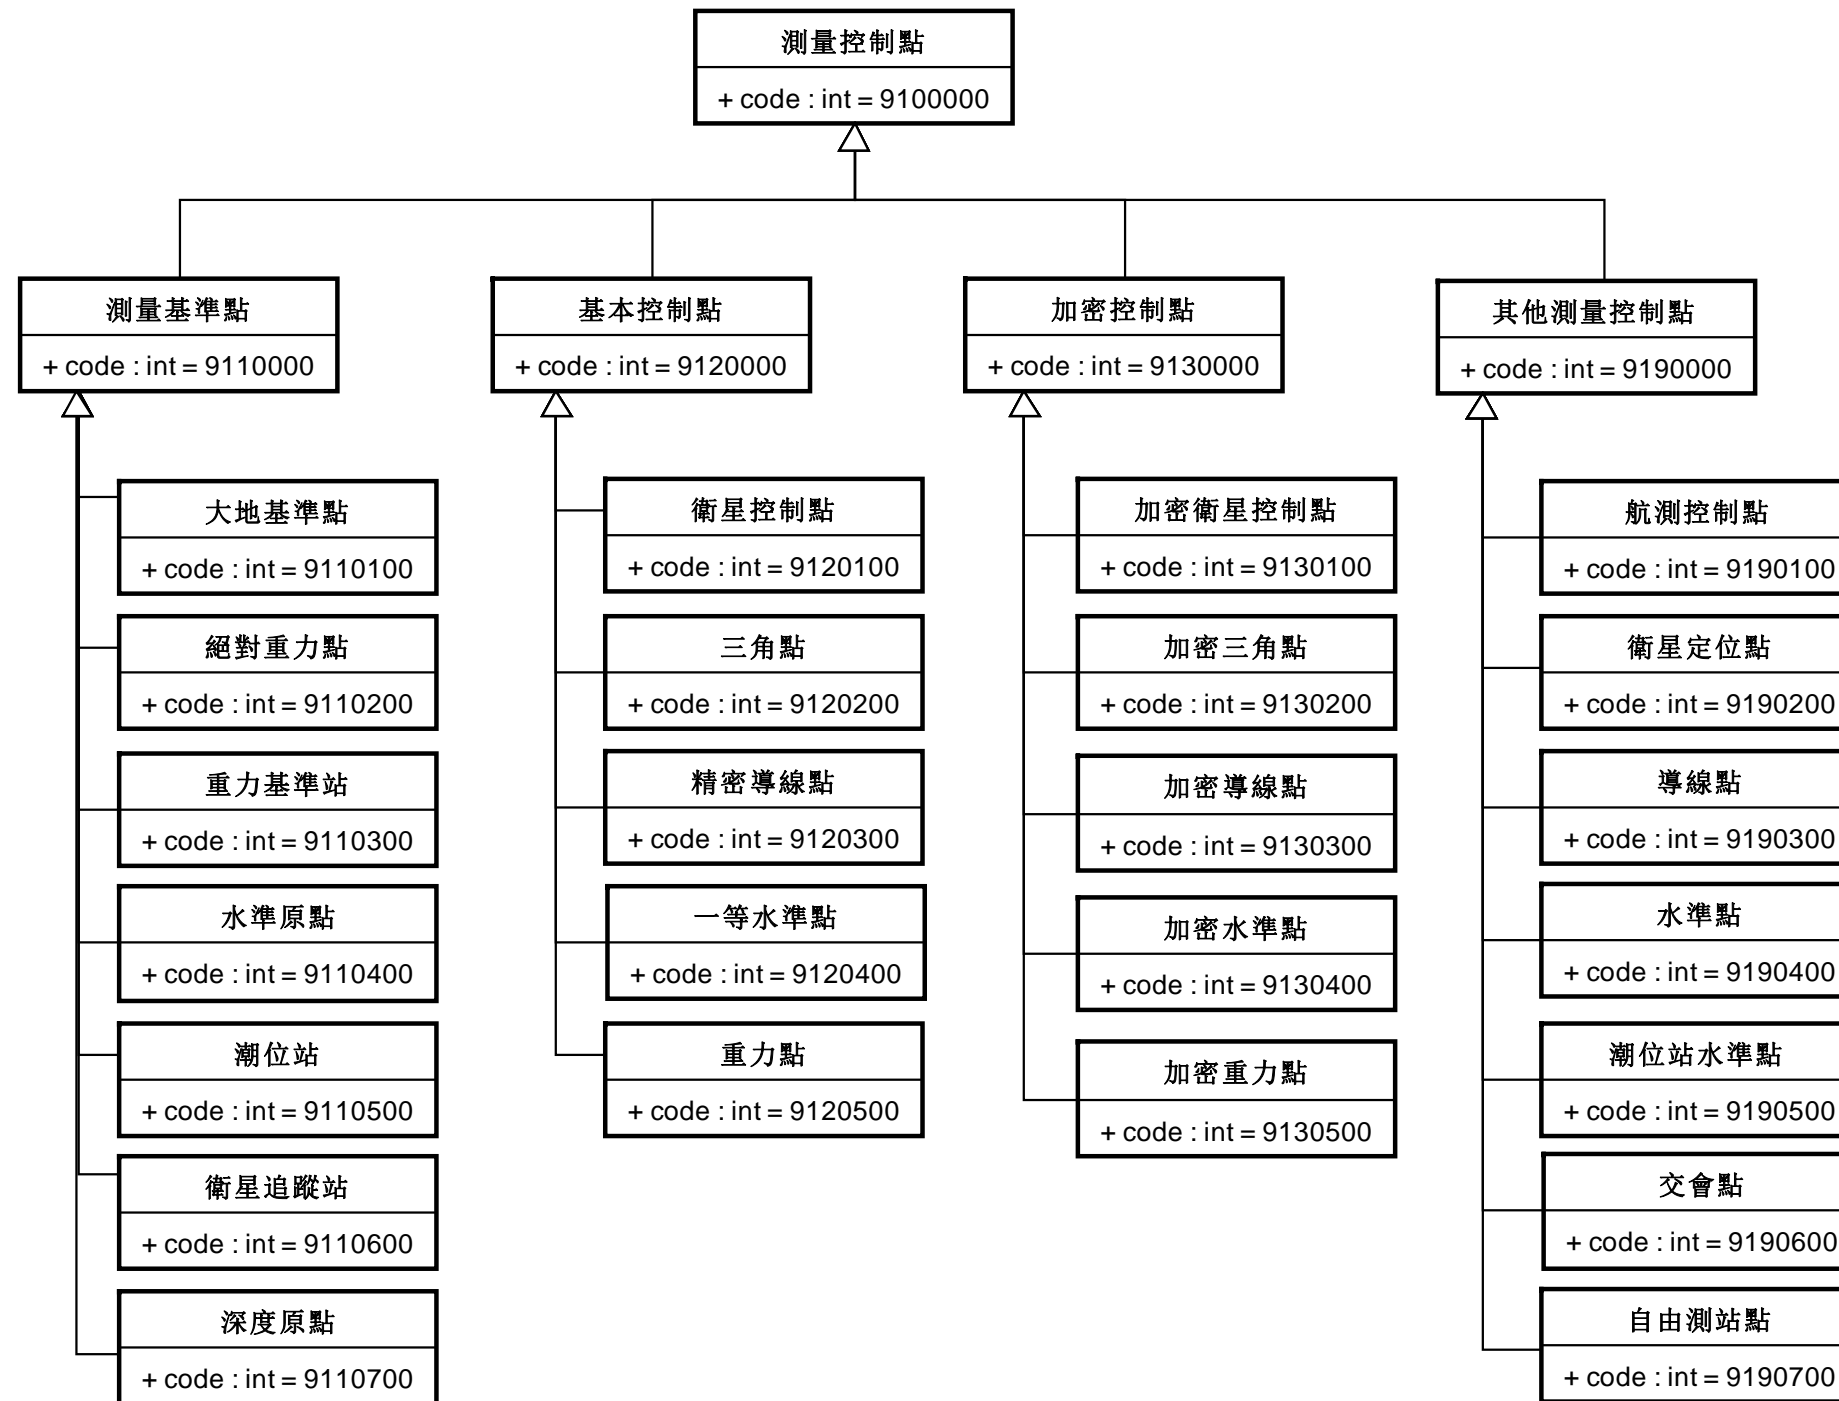 測量控制點
+ code : int = 9100000
測量基準點
+ code : int = 9110000
大地基準點
+ code : int = 9110100
絕對重力點
+ code : int = 9110200
重力基準站
+ code : int = 9110300
水準原點
+ code : int = 9110400
潮位站
+ code : int = 9110500
衛星追蹤站
+ code : int = 9110600
深度原點
+ code : int = 9110700
基本控制點
+ code : int = 9120000
衛星控制點
+ code : int = 9120100
三角點
+ code : int = 9120200
精密導線點
+ code : int = 9120300
一等水準點
+ code : int = 9120400
重力點
+ code : int = 9120500
加密控制點
+ code : int = 9130000
加密衛星控制點
+ code : int = 9130100
加密三角點
+ code : int = 9130200
加密導線點
+ code : int = 9130300
加密水準點
+ code : int = 9130400
加密重力點
+ code : int = 9130500
其他測量控制點
+ code : int = 9190000
航測控制點
+ code : int = 9190100
衛星定位點
+ code : int = 9190200
導線點
+ code : int = 9190300
水準點
+ code : int = 9190400
潮位站水準點
+ code : int = 9190500
交會點
+ code : int = 9190600
自由測站點
+ code : int = 9190700